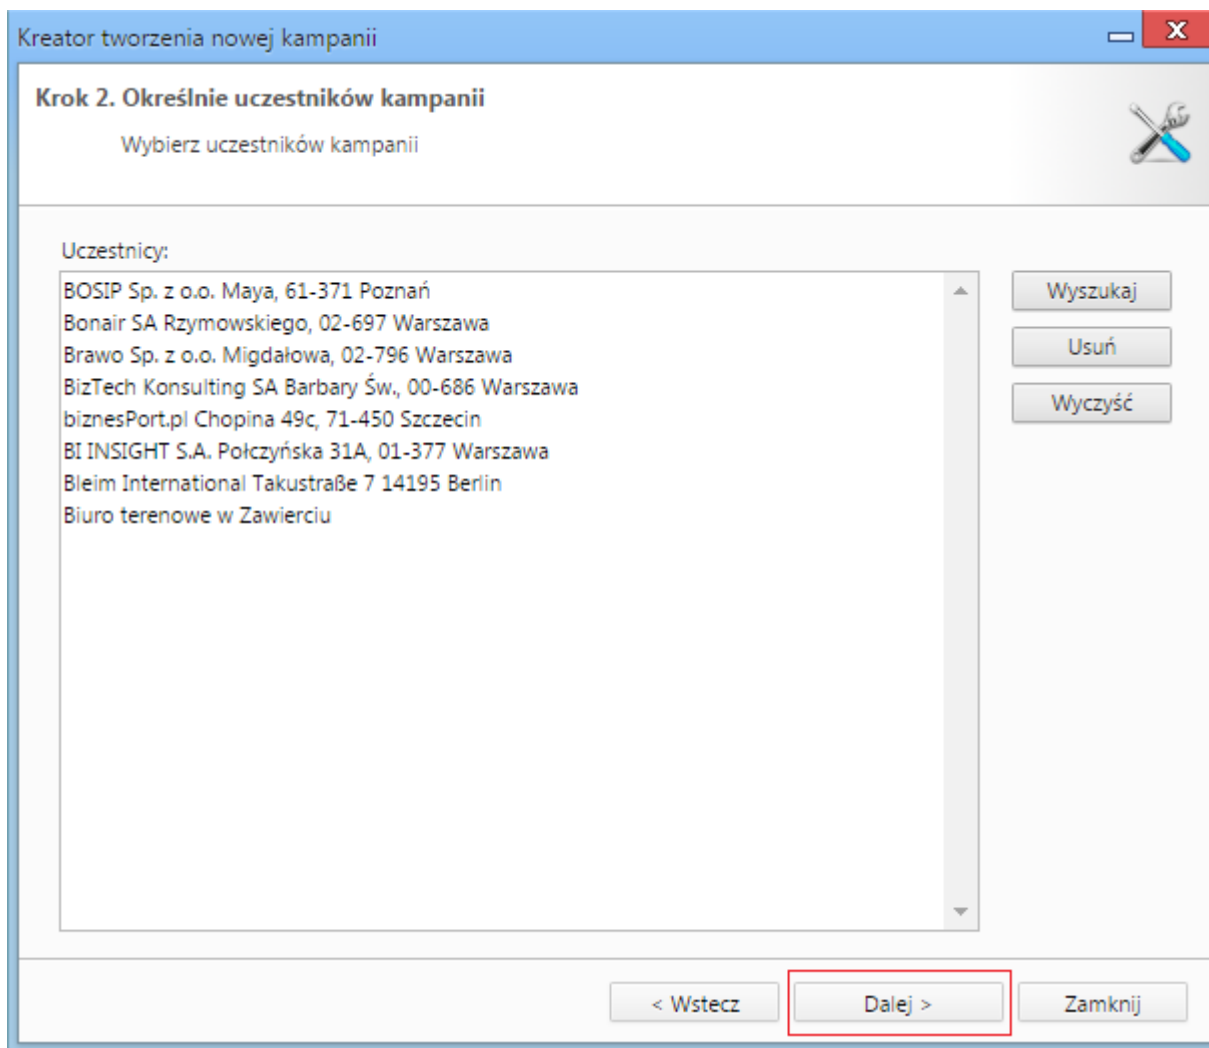 Kreator tworzenia nowej kampanii
Krok 2. Określnie uczestników kampanii
Wybierz uczestników kampanii
Uczestnicy:
BOSIP Sp. z o.o. Maya, 61-371 Poznań
Bonair SA Rzymowskiego, 02-697 Warszawa
Brawo Sp. z o.o. Migdałowa, 02-796 Warszawa
BizTech Konsulting SA Barbary Św., 00-686 Warszawa
biznesPort.pl Chopina 49c, 71-450 Szczecin
BI INSIGHT S.A. Połczyńska 31A, 01-377 Warszawa
Bleim International Takustraße 7 14195 Berlin
Biuro terenowe w Zawierciu
Wyszukaj
Usuń
Wyczyść
< Wstecz
Dalej >
Zamknij